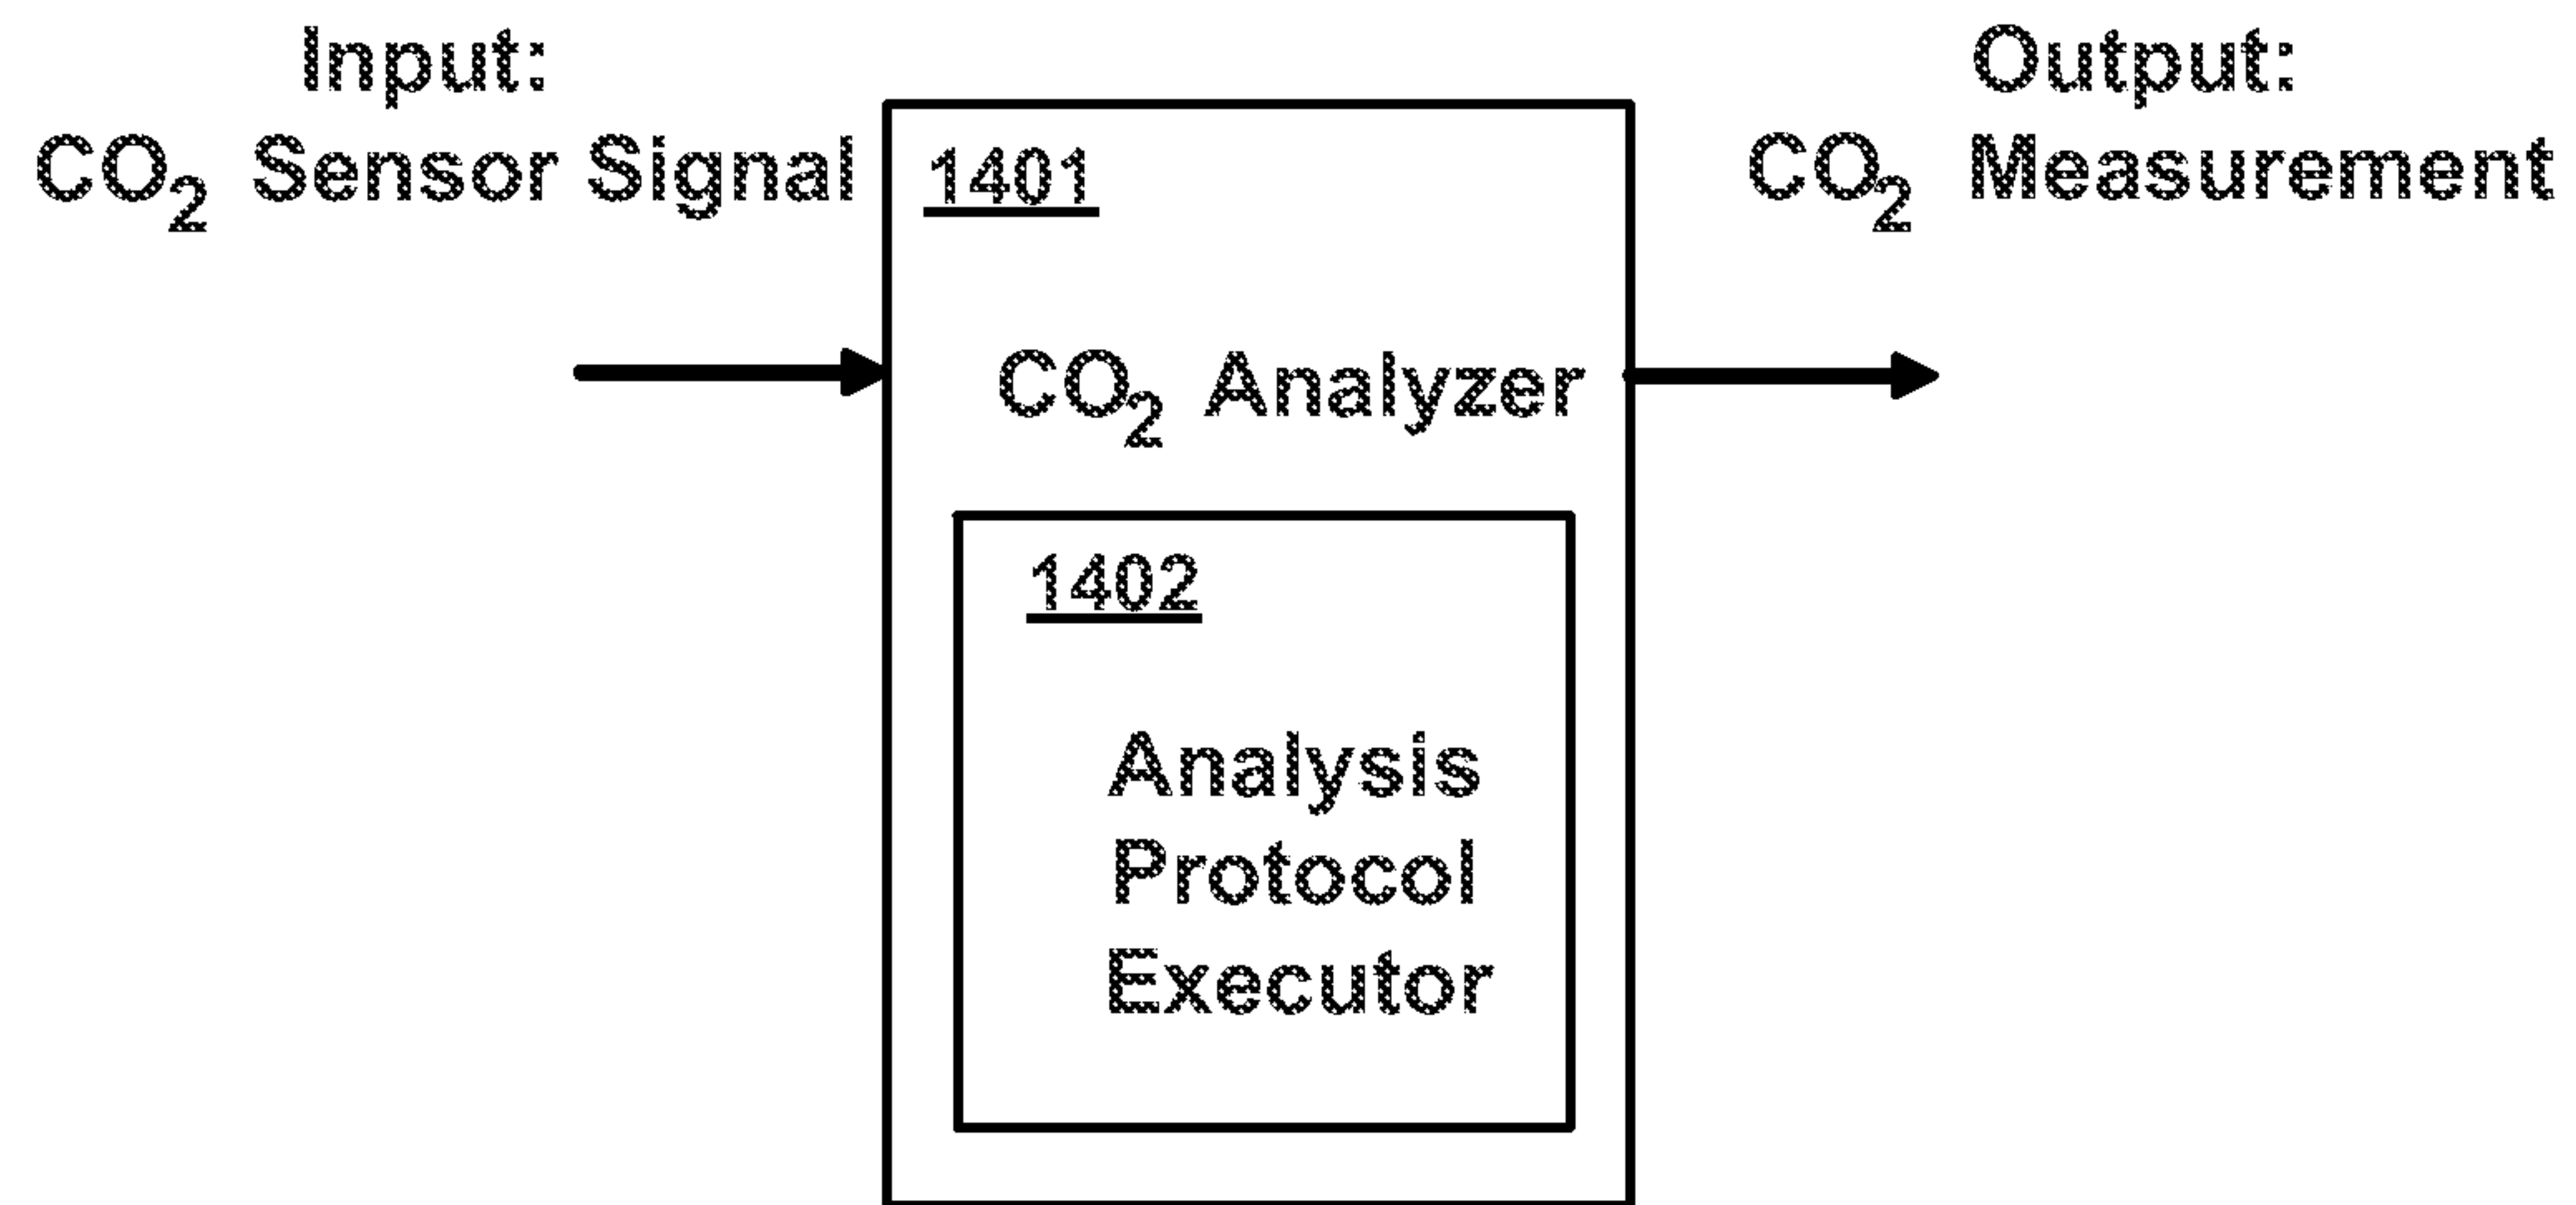 Input:
CO₂ Sensor Signal
1401
CO₂ Analyzer
1402
Analysis
Protocol
Executor
Output:
CO₂ Measurement